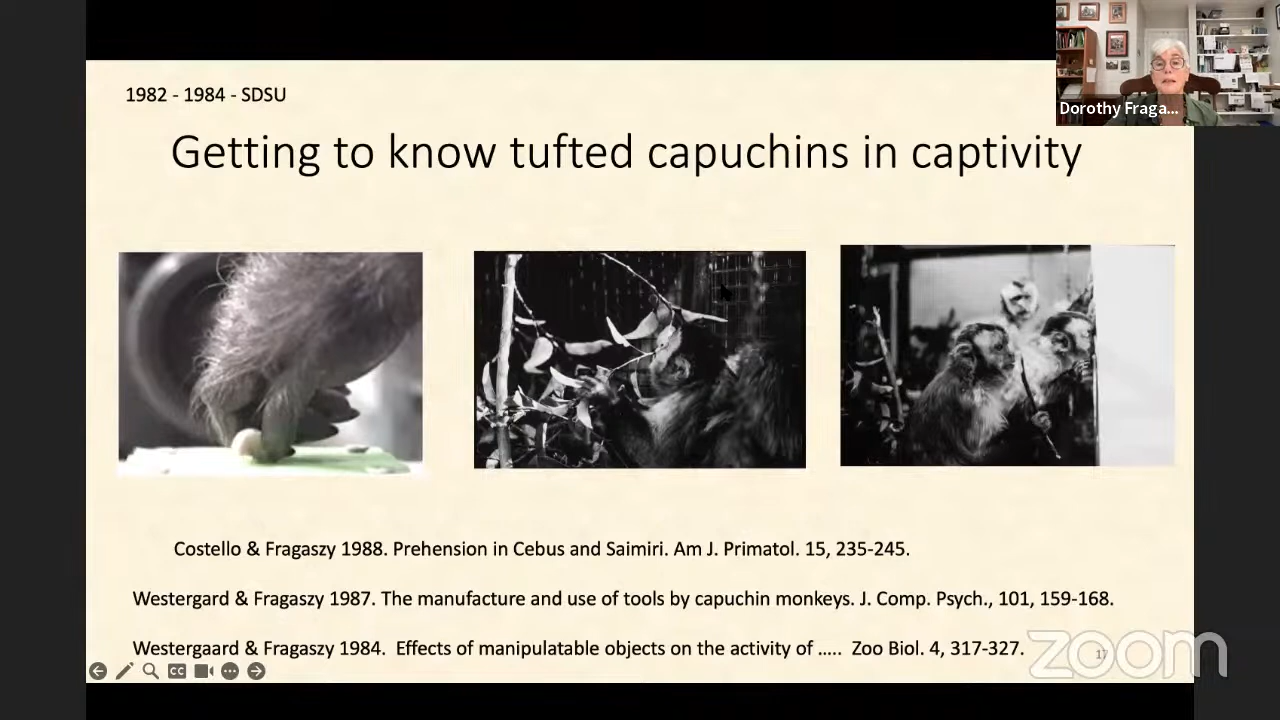 1982 - 1984 - SDSU
Dorothy Fraga...
Getting to know tufted capuchins in captivity
Costello & Fragaszy 1988. Prehension in Cebus and Saimiri. Am J. Primatol. 15, 235-245.
Westergard & Fragaszy 1987. The manufacture and use of tools by capuchin monkeys. J. Comp. Psych., 101, 159-168.
Westergaard & Fragaszy 1984. Effects of manipulatable objects on the activity of ..... Zoo Biol. 4, 317-327.
CC
17
zoom